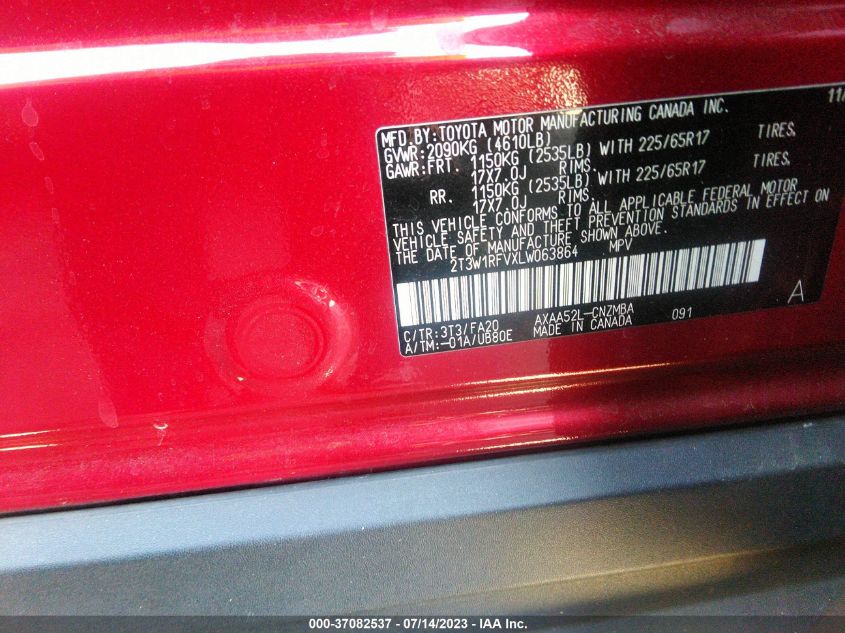 11/
MFD.BY:TOYOTA MOTOR MANUFACTURING CANADA INC.
GVWR:2090KG (4610LB)
GAWR:FRT. 1150KG (2535LB) WITH 225/65R17 TIRES,
17X7.0J RIMS.
RR. 1150KG (2535LB) WITH 225/65R17 TIRES,
17X7.0J RIMS.
THIS VEHICLE CONFORMS TO ALL APPLICABLE FEDERAL MOTOR
VEHICLE SAFETY AND THEFT PREVENTION STANDARDS IN EFFECT ON
THE DATE OF MANUFACTURE SHOWN ABOVE.
2T3W1RFVXLW063864 MPV
A
C/TR:3T3/FA20 AXAA52L-CNZMBA 091
A/TM:-01A/UB80E MADE IN CANADA
000-37082537 - 07/14/2023 - IAA Inc.